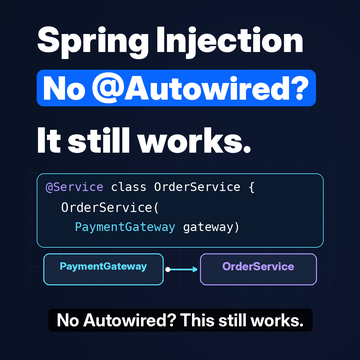 Spring Injection
No @Autowired?
It still works.
@Service class OrderService {
OrderService(
PaymentGateway gateway)
PaymentGateway
OrderService
No Autowired? This still works.